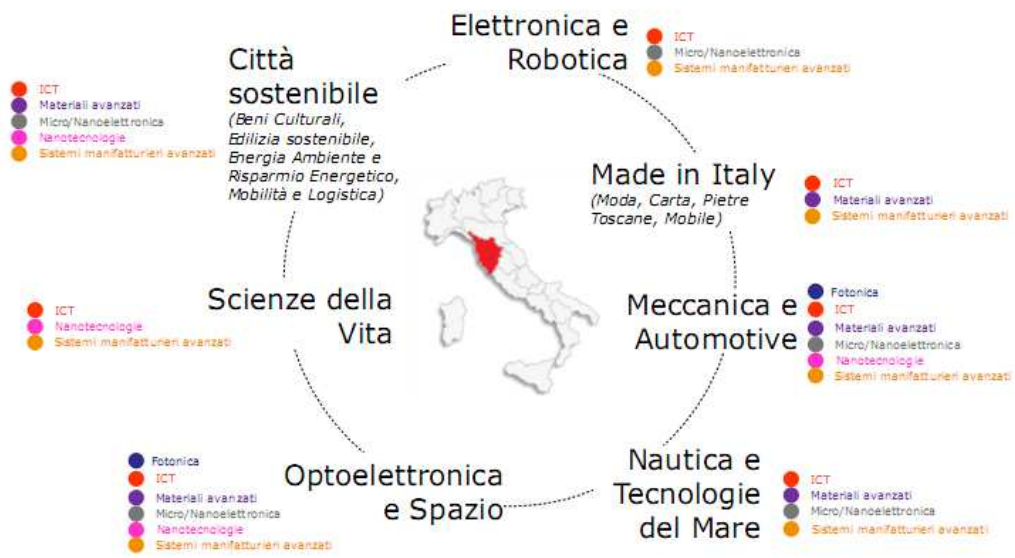 Elettronica e
Robotica
ICT
Micro/Nanoelettronica
Sistemi manifatturieri avanzati
Made in Italy
(Moda, Carta, Pietre
Toscane, Mobile)
ICT
Materiali avanzati
Sistemi manifatturieri avanzati
Meccanica e
Automotive
Fotonica
ICT
Materiali avanzati
Micro/Nanoelettronica
Nanotecnologie
Sistemi manifatturieri avanzati
Nautica e
Tecnologie
del Mare
ICT
Materiali avanzati
Micro/Nanoelettronica
Sistemi manifatturieri avanzati
Optoelettronica
e Spazio
Fotonica
ICT
Materiali avanzati
Micro/Nanoelettronica
Nanotecnologie
Sistemi manifatturieri avanzati
Scienze della
Vita
ICT
Nanotecnologie
Sistemi manifatturieri avanzati
Città
sostenibile
(Beni Culturali,
Edilizia sostenibile,
Energia Ambiente e
Risparmio Energetico,
Mobilità e Logistica)
ICT
Materiali avanzati
Micro/Nanoelettronica
Nanotecnologie
Sistemi manifatturieri avanzati